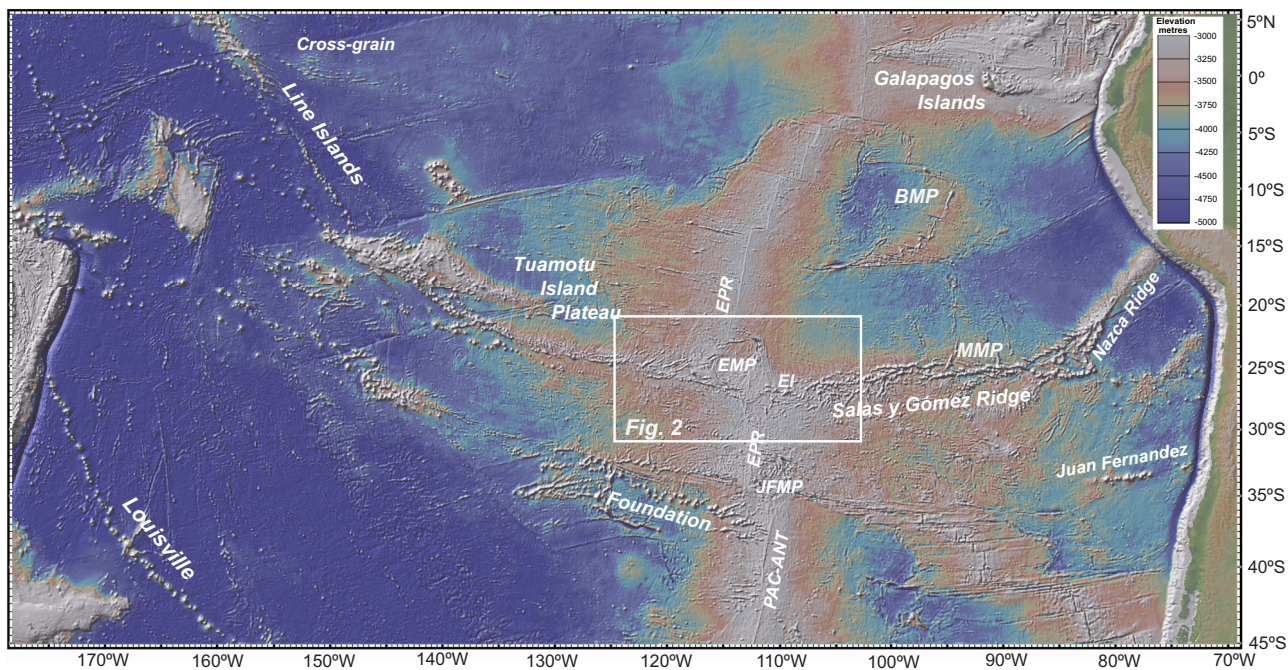 Elevation
metres
-3000
-3250
-3500
-3750
-4000
-4250
-4500
-4750
-5000
5ºN
0º
5ºS
10ºS
15ºS
20ºS
25ºS
30ºS
35ºS
40ºS
45ºS
Cross-grain
Line Islands
Galapagos
Islands
BMP
Tuamotu
Island
Plateau
EPR
Nazca Ridge
EMP
EI
MMP
Salas y Gómez Ridge
Fig. 2
EPR
JFMP
Juan Fernandez
Foundation
Louisville
PAC-ANT
170ºW
160ºW
150ºW
140ºW
130ºW
120ºW
110ºW
100ºW
90ºW
80ºW
70ºW